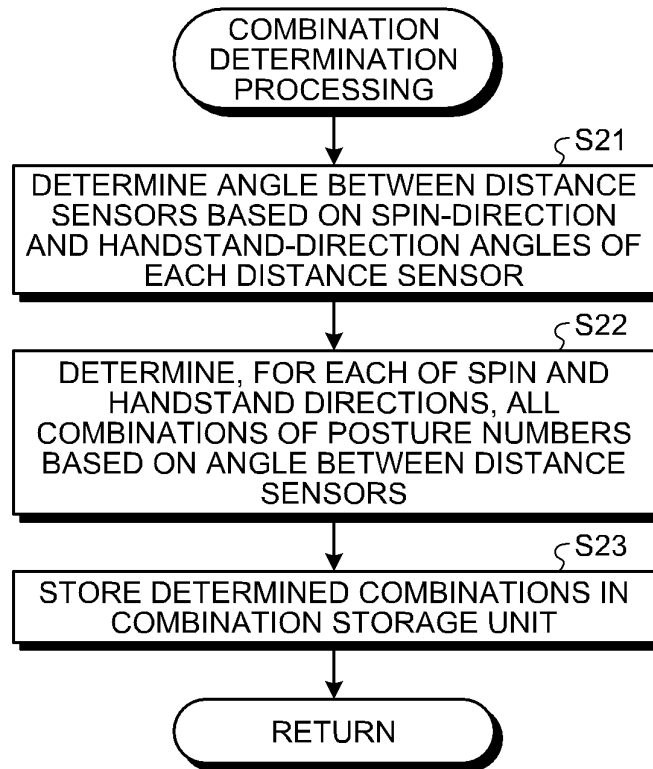 COMBINATION
DETERMINATION
PROCESSING
S21
DETERMINE ANGLE BETWEEN DISTANCE
SENSORS BASED ON SPIN-DIRECTION
AND HANDSTAND-DIRECTION ANGLES OF
EACH DISTANCE SENSOR
S22
DETERMINE, FOR EACH OF SPIN AND
HANDSTAND DIRECTIONS, ALL
COMBINATIONS OF POSTURE NUMBERS
BASED ON ANGLE BETWEEN DISTANCE
SENSORS
S23
STORE DETERMINED COMBINATIONS IN
COMBINATION STORAGE UNIT
RETURN